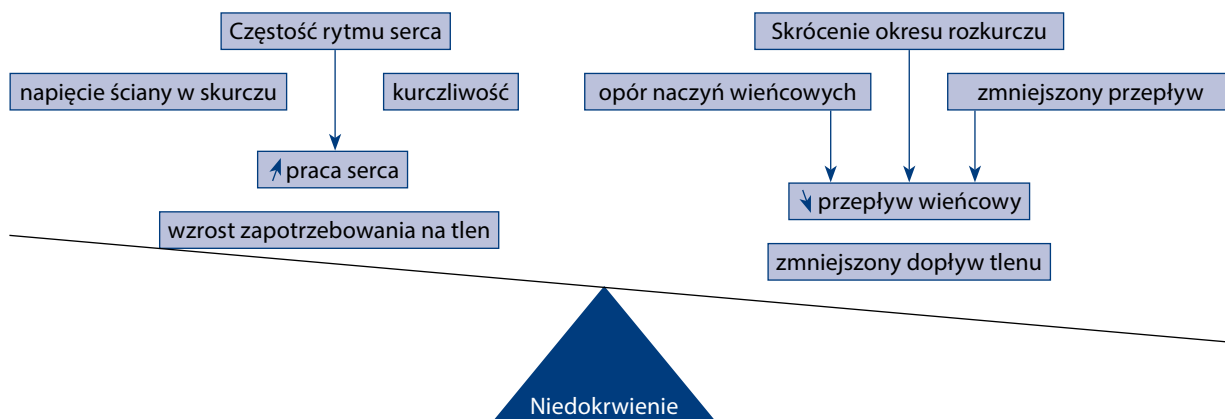 Częstość rytmu serca
napięcie ściany w skurczu
kurczliwość
praca serca
wzrost zapotrzebowania na tlen
Skrócenie okresu rozkurczu
opór naczyń wieńcowych
zmniejszony przepływ
przepływ wieńcowy
zmniejszony dopływ tlenu
Niedokrwienie